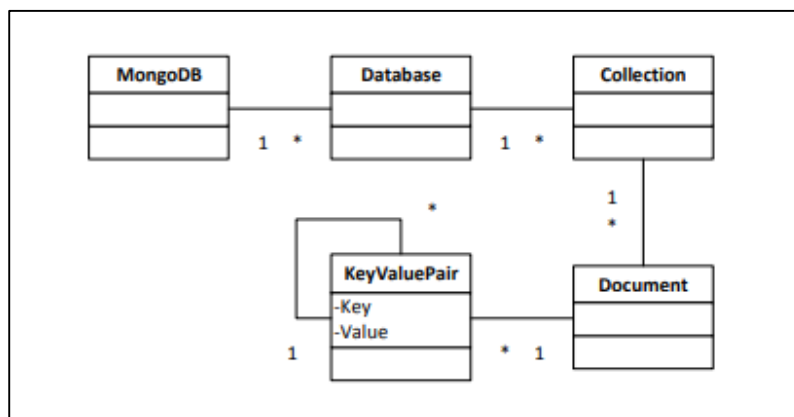 MongoDB
Database
Collection
1 *
1 *
1
*
*
KeyValuePair
-Key
-Value
Document
1
* 1